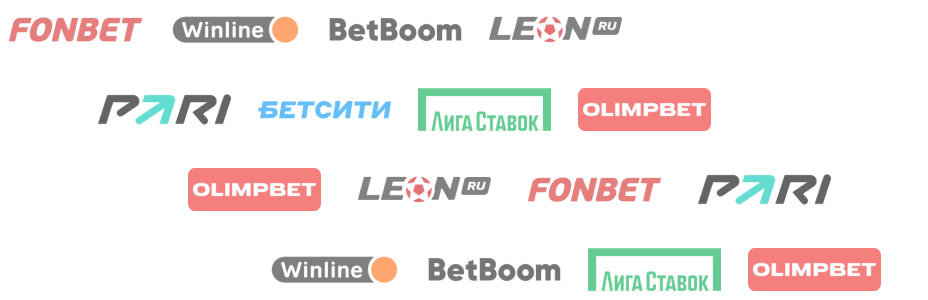 FONBET Winline BetBoom LEON RU
PARI БЕТСИТИ ЛИГА СТАВОК OLIMPBET
OLIMPBET LEON RU FONBET PARI
Winline BetBoom ЛИГА СТАВОК OLIMPBET